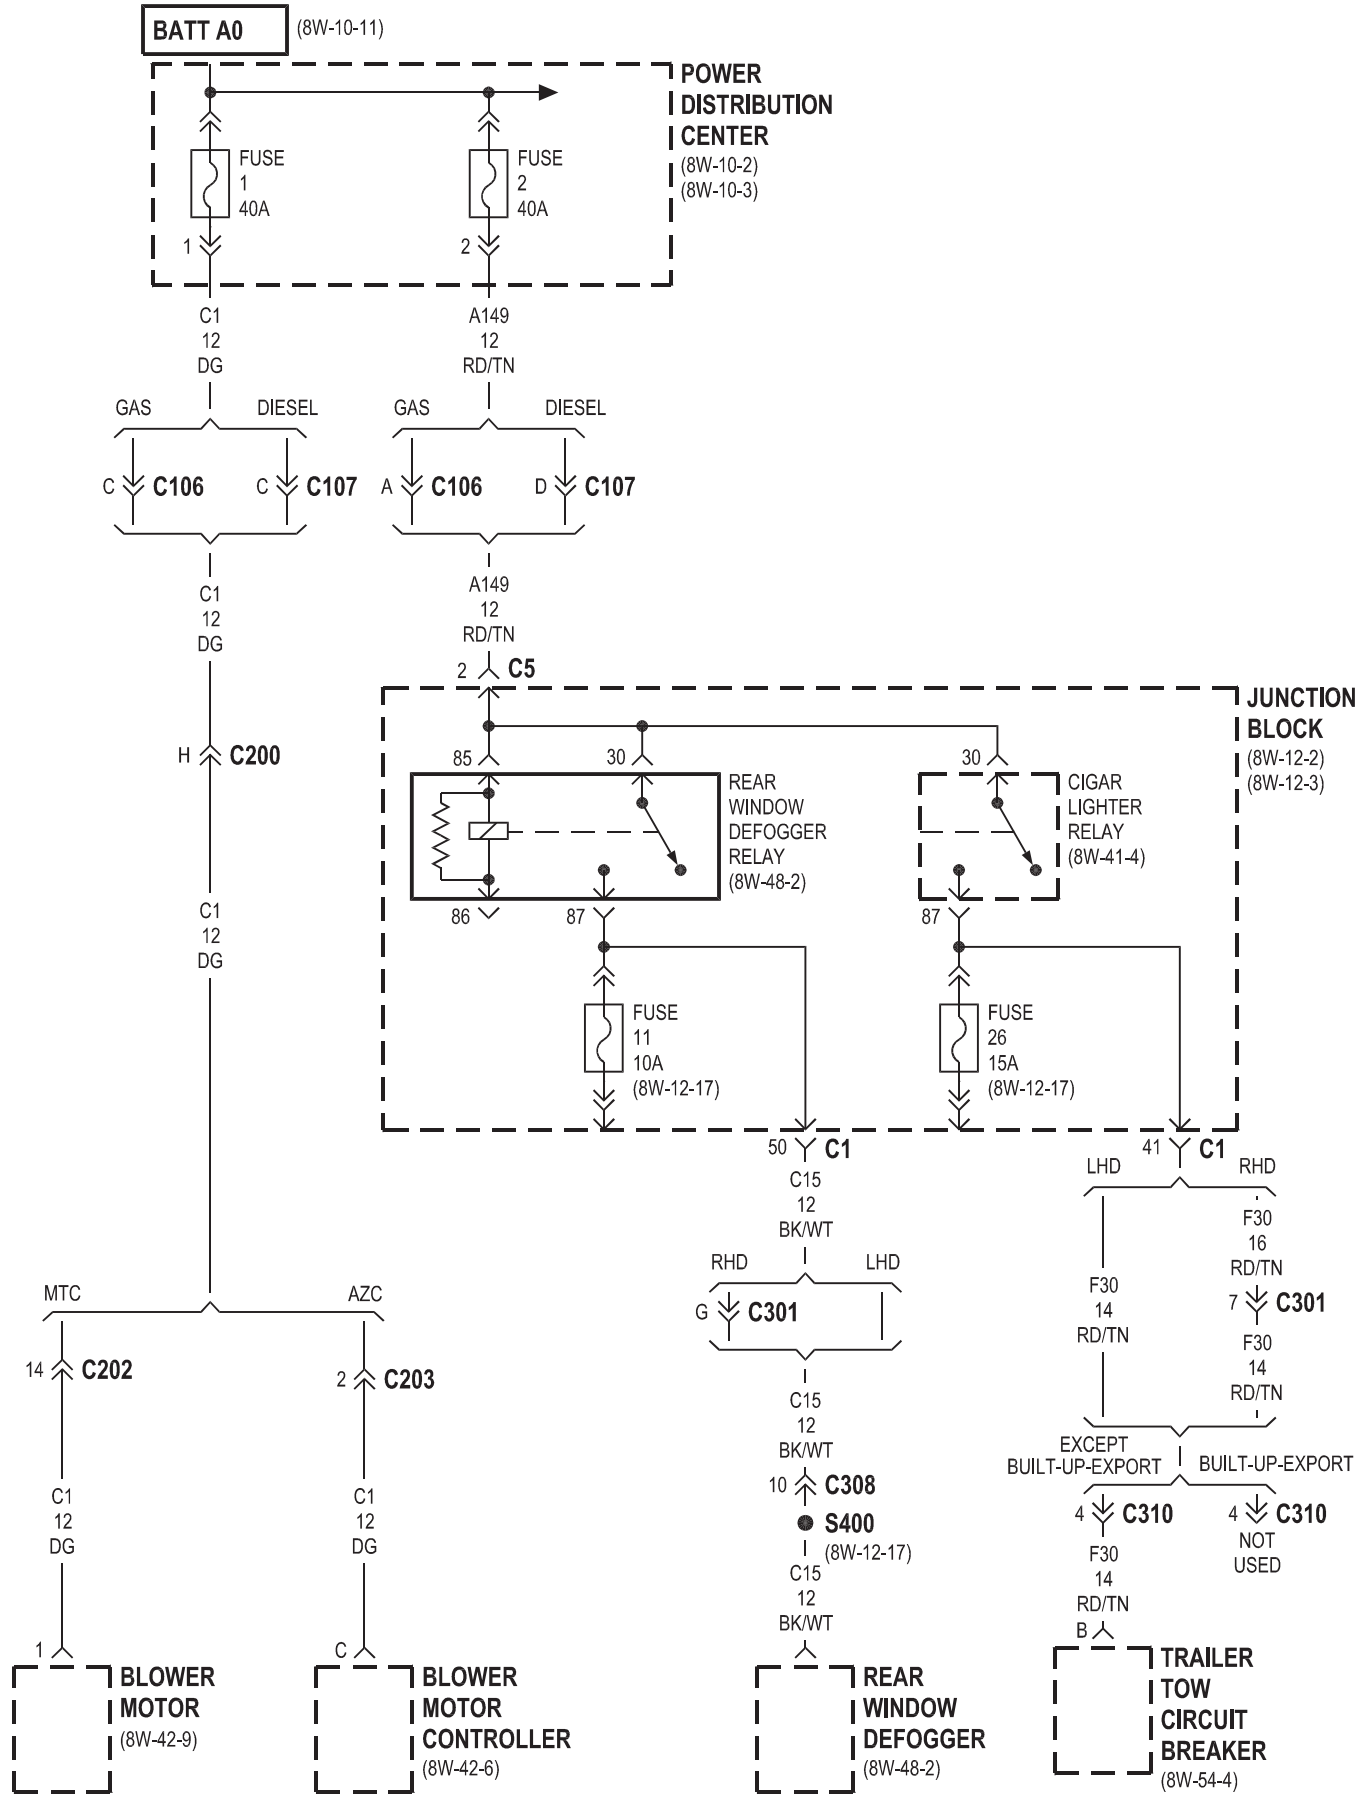 BATT A0
(8W-10-11)
POWER
DISTRIBUTION
CENTER
(8W-10-2)
(8W-10-3)
FUSE
1
40A
FUSE
2
40A
1
2
C1
12
DG
A149
12
RD/TN
GAS
DIESEL
GAS
DIESEL
C
C106
C
C107
A
C106
D
C107
C1
12
DG
A149
12
RD/TN
2
C5
JUNCTION
BLOCK
(8W-12-2)
(8W-12-3)
H
C200
85
30
30
REAR
WINDOW
DEFOGGER
RELAY
(8W-48-2)
CIGAR
LIGHTER
RELAY
(8W-41-4)
86
87
87
C1
12
DG
FUSE
11
10A
(8W-12-17)
FUSE
26
15A
(8W-12-17)
50
C1
41
C1
C15
12
BK/WT
LHD
RHD
F30
16
RD/TN
RHD
LHD
G
C301
F30
14
RD/TN
7
C301
F30
14
RD/TN
MTC
AZC
14
C202
2
C203
C15
12
BK/WT
EXCEPT
BUILT-UP-EXPORT
BUILT-UP-EXPORT
10
C308
S400
(8W-12-17)
4
C310
4
C310
NOT
USED
C1
12
DG
C1
12
DG
C15
12
BK/WT
F30
14
RD/TN
1
C
B
BLOWER
MOTOR
(8W-42-9)
BLOWER
MOTOR
CONTROLLER
(8W-42-6)
REAR
WINDOW
DEFOGGER
(8W-48-2)
TRAILER
TOW
CIRCUIT
BREAKER
(8W-54-4)